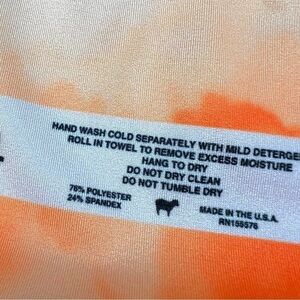 HAND WASH COLD SEPARATELY WITH MILD DETERGE
ROLL IN TOWEL TO REMOVE EXCESS MOISTURE
HANG TO DRY
DO NOT DRY CLEAN
DO NOT TUMBLE DRY
76% POLYESTER
24% SPANDEX
MADE IN THE U.S.A.
RN155576